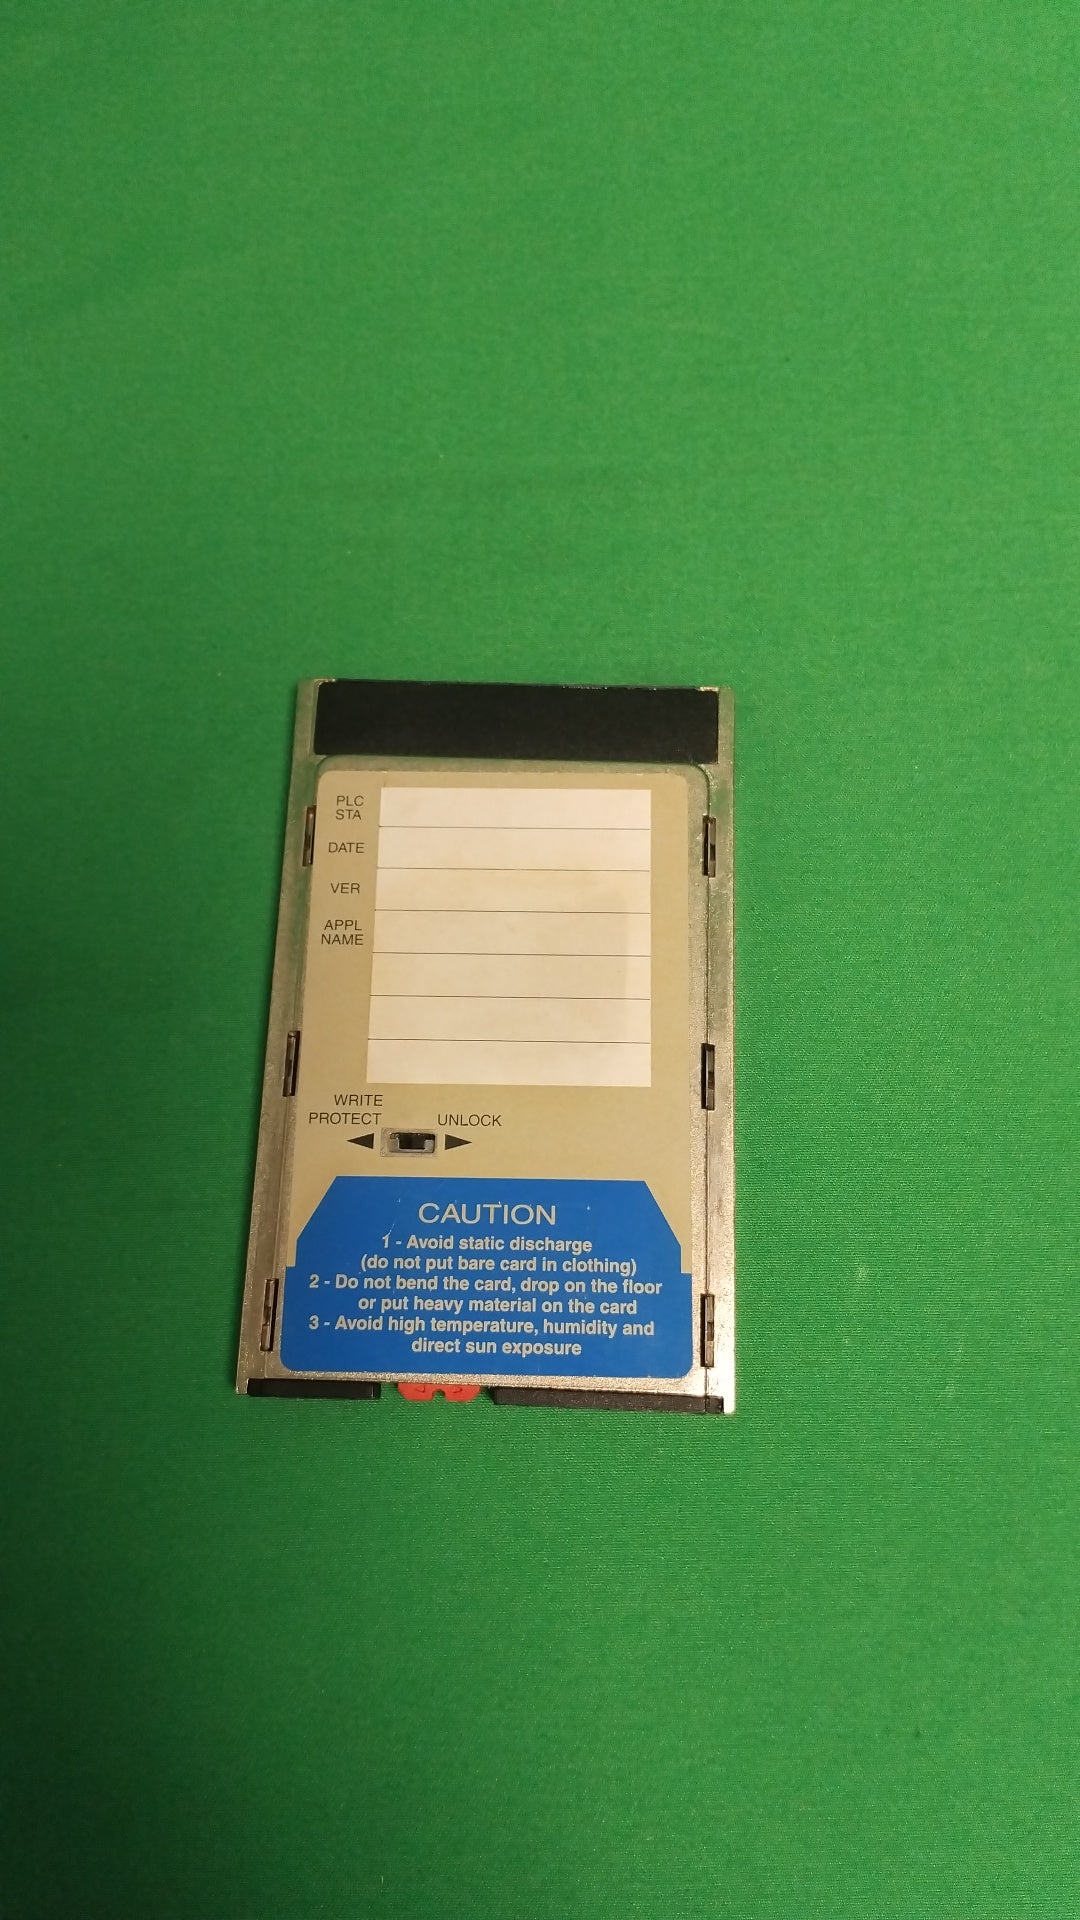 PLC
STA
DATE
VER
APPL
NAME
WRITE
PROTECT
UNLOCK
CAUTION
1 - Avoid static discharge
(do not put bare card in clothing)
2 - Do not bend the card, drop on the floor
or put heavy material on the card
3 - Avoid high temperature, humidity and
direct sun exposure